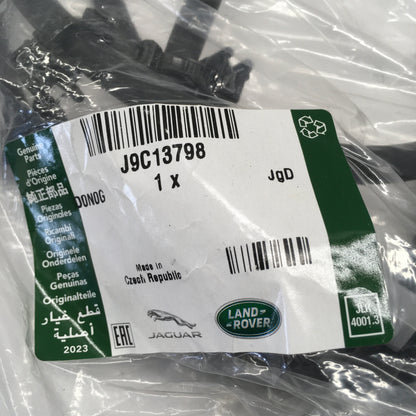 Genuine
Parts
Pièces
d'Origine
純正部品
Piezas
Originales
Ricambi
Originali
Originele
Onderdelen
Peças
Genuinas
Originalteile
قطع غيار
أصلية
2023
J9C13798
1 x
JgD
DONOG
Made in
Czech Republic
EAC
JAGUAR
LAND
ROVER
4001.3